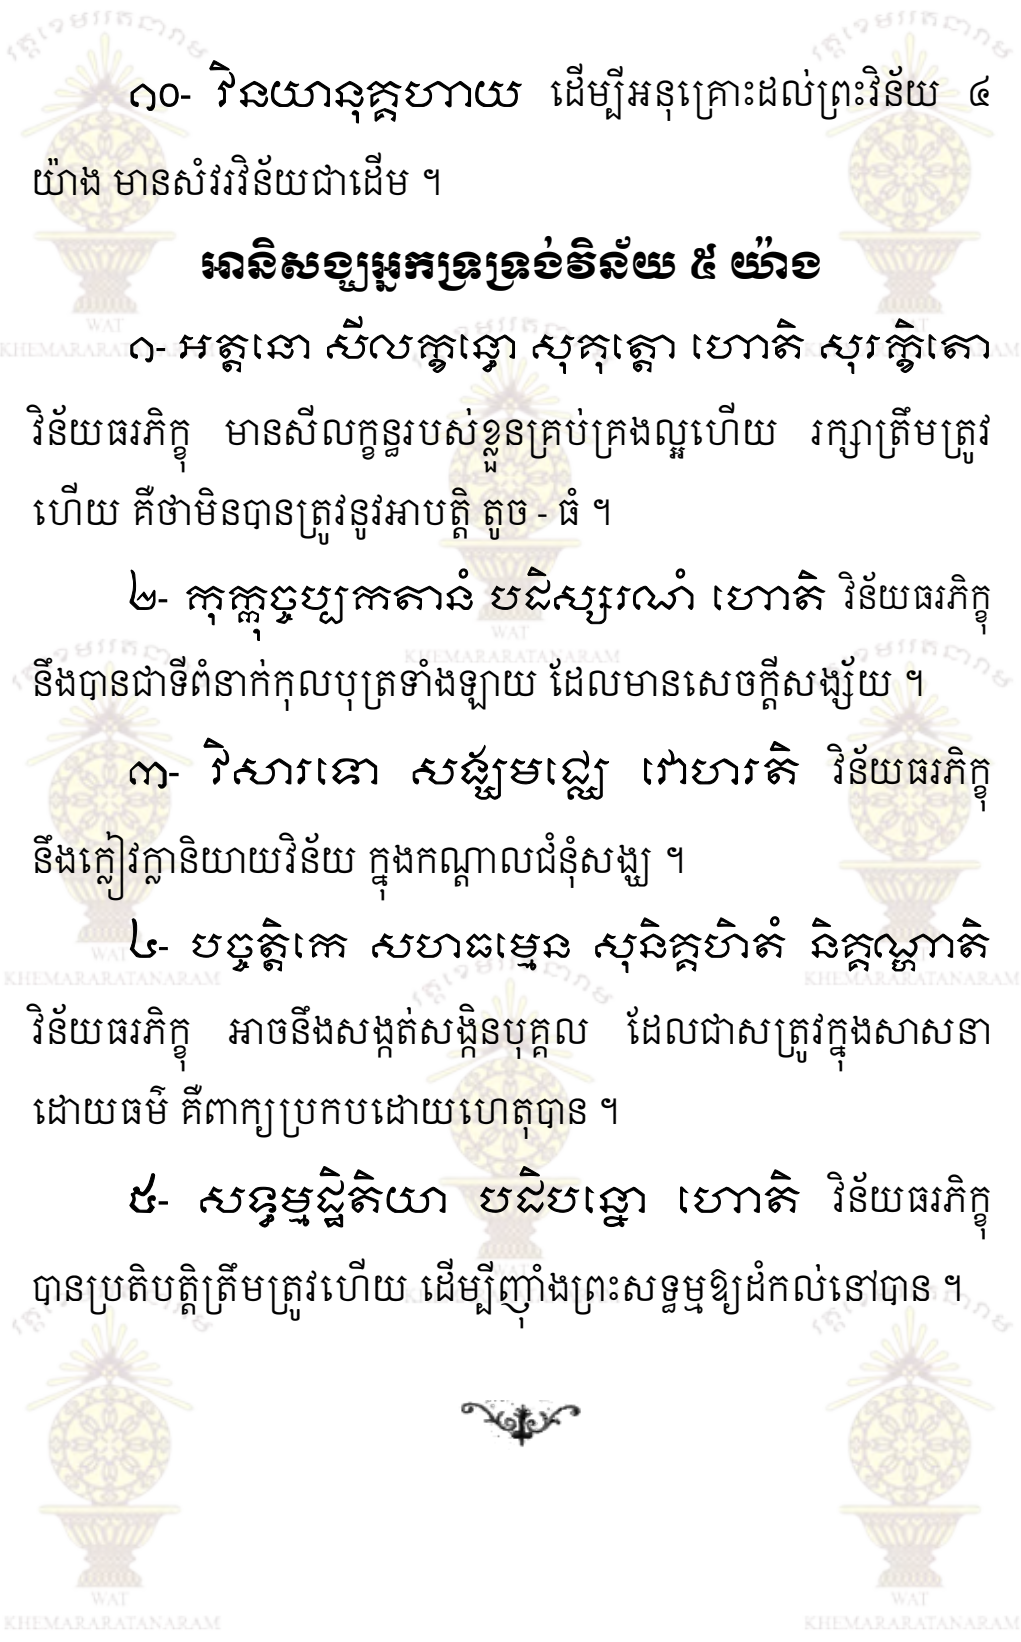 ១០- វិនយានុគ្គហាយ ដើម្បីអនុគ្រោះដល់ព្រះវិន័យ ៤
យ៉ាង មានសំវរវិន័យជាដើម ។
អានិសង្ឃអ្នកទ្រទ្រង់វិន័យ ៥ យ៉ាង
១- អត្តនោ សីលក្ខន្ធោ សុគុត្តោ ហោតិ សុរក្ខិតោ
វិន័យធរភិក្ខុ មានសីលក្ខន្ធរបស់ខ្លួនគ្រប់គ្រងល្អហើយ រក្សាត្រឹមត្រូវ
ហើយ គឺថាមិនបានត្រូវនូវអាបត្តិ តូច - ធំ ។
២- កុក្កុច្ចប្បកតានំ បដិស្សរណំ ហោតិ វិន័យធរភិក្ខុ
នឹងបានជាទីពំនាក់កុលបុត្រទាំងឡាយ ដែលមានសេចក្តីសង្ស័យ ។
៣- វិសារទោ សង្ឃមជ្ឈេ វោហរតិ វិន័យធរភិក្ខុ
នឹងក្លៀវក្លានិយាយវិន័យ ក្នុងកណ្តាលជំនុំសង្ឃ ។
៤- បច្ចត្តិកេ សហធម្មេន សុនិគ្គហិតំ និគ្គណ្ហាតិ
វិន័យធរភិក្ខុ អាចនឹងសង្កត់សង្កិនបុគ្គល ដែលជាសត្រូវក្នុងសាសនា
ដោយធម៌ គឺពាក្យប្រកបដោយហេតុបាន ។
៥- សទ្ធម្មដ្ឋិតិយា បដិបន្នោ ហោតិ វិន័យធរភិក្ខុ
បានប្រតិបត្តិត្រឹមត្រូវហើយ ដើម្បីញ៉ាំងព្រះសទ្ធម្មឱ្យដំកល់នៅបាន ។
WAT
KHEMARARATANARAM